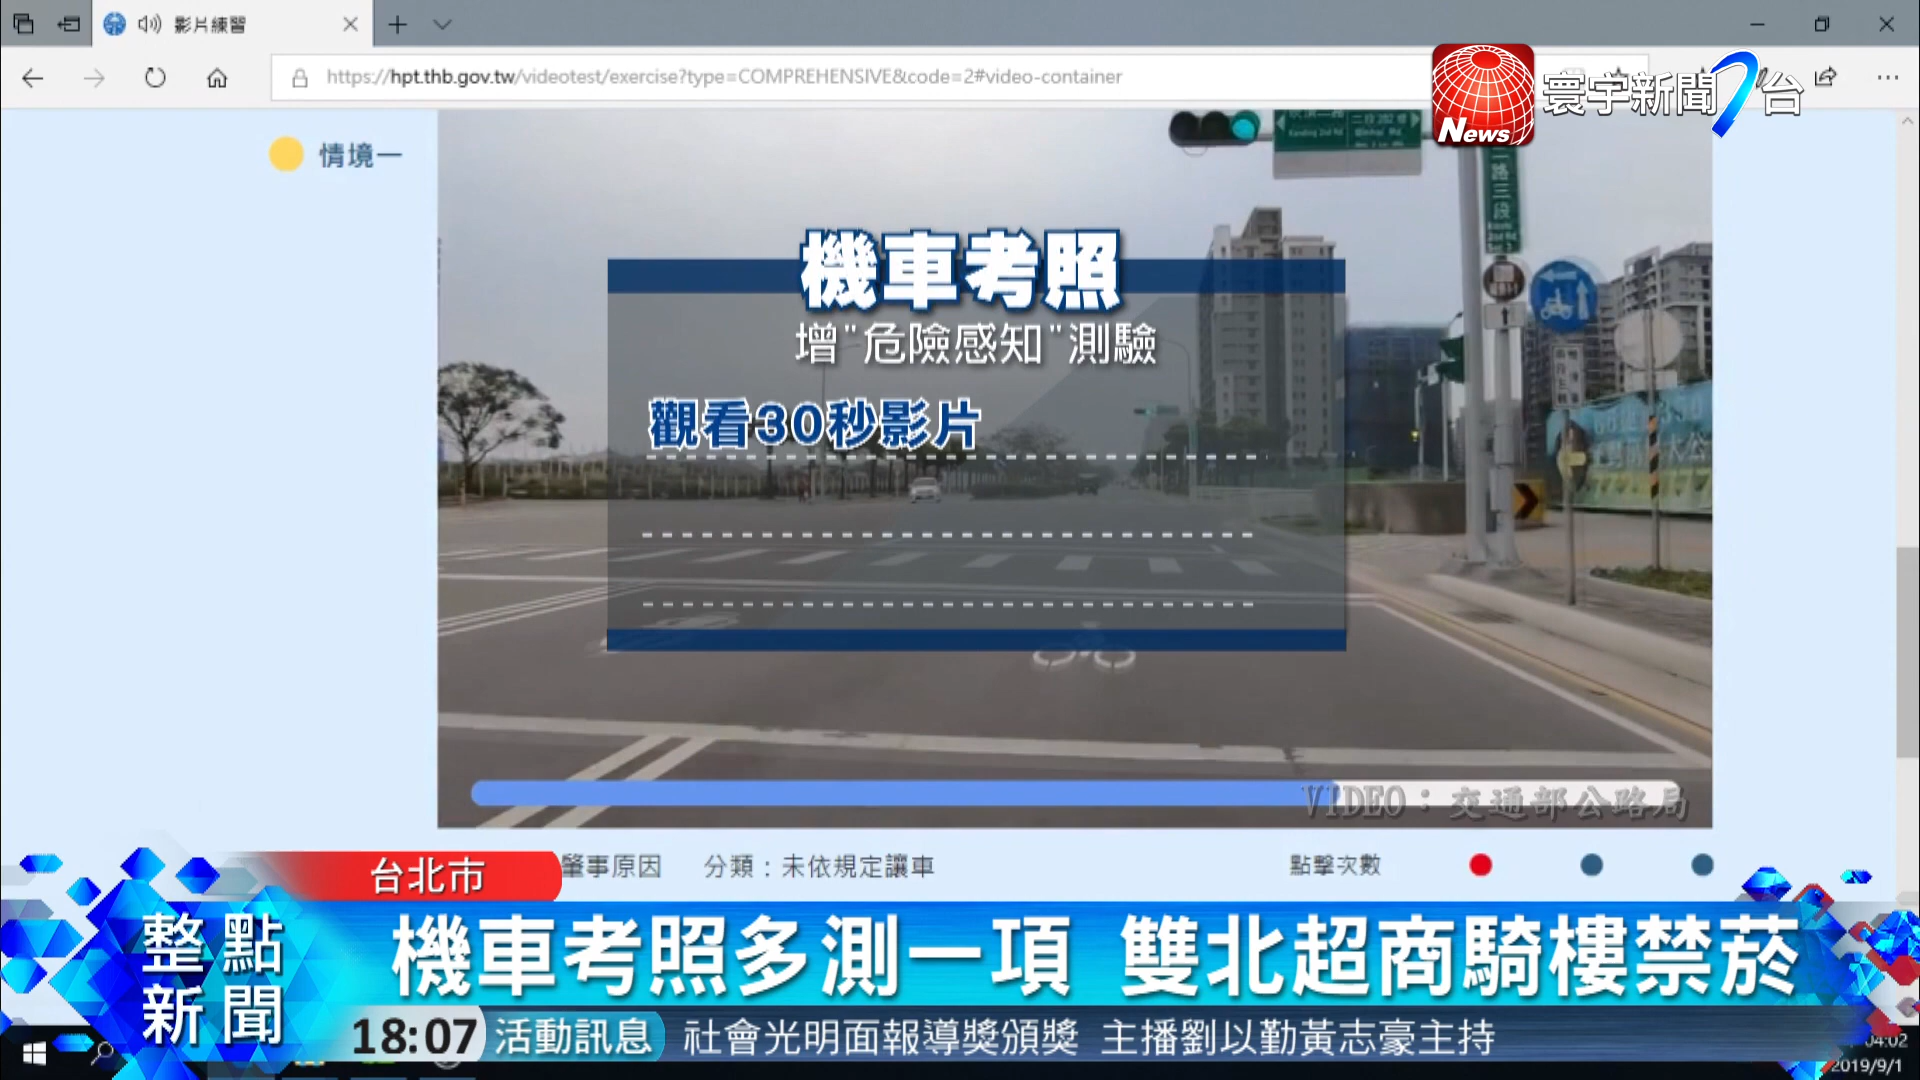 影片練習
https://hpt.thb.gov.tw/videotest/exercise?type=COMPREHENSIVE&code=2#video-container
News
寰宇新聞7台
情境一
機車考照
增"危險感知"測驗
觀看30秒影片
VIDEO：交通部公路局
肇事原因 分類：未依規定讓車
點擊次數
台北市
整點
新聞
機車考照多測一項 雙北超商騎樓禁菸
18:07
活動訊息
社會光明面報導獎頒獎 主播劉以勤黃志豪主持
04:02
2019/9/1